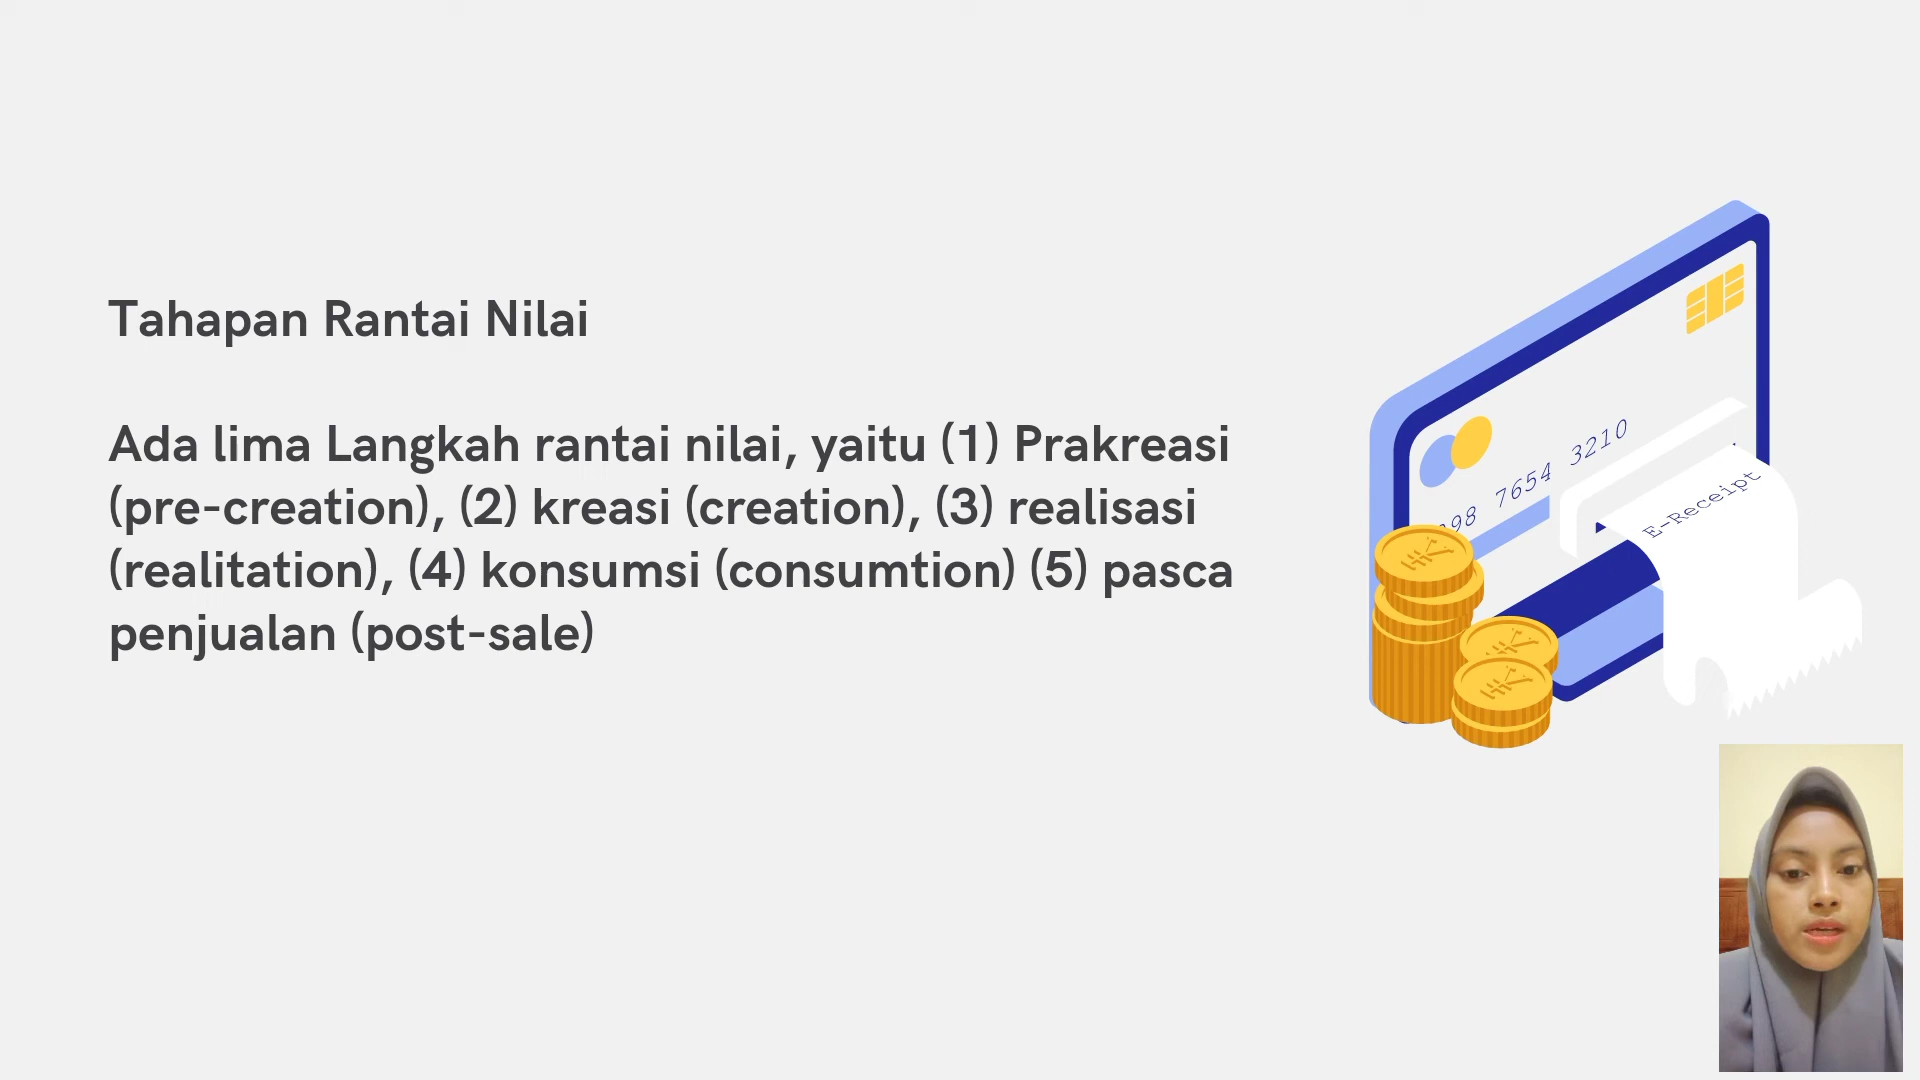 Tahapan Rantai Nilai
Ada lima Langkah rantai nilai, yaitu (1) Prakreasi
(pre-creation), (2) kreasi (creation), (3) realisasi
(realitation), (4) konsumsi (consumtion) (5) pasca
penjualan (post-sale)
98 7654 3210
E-Receipt